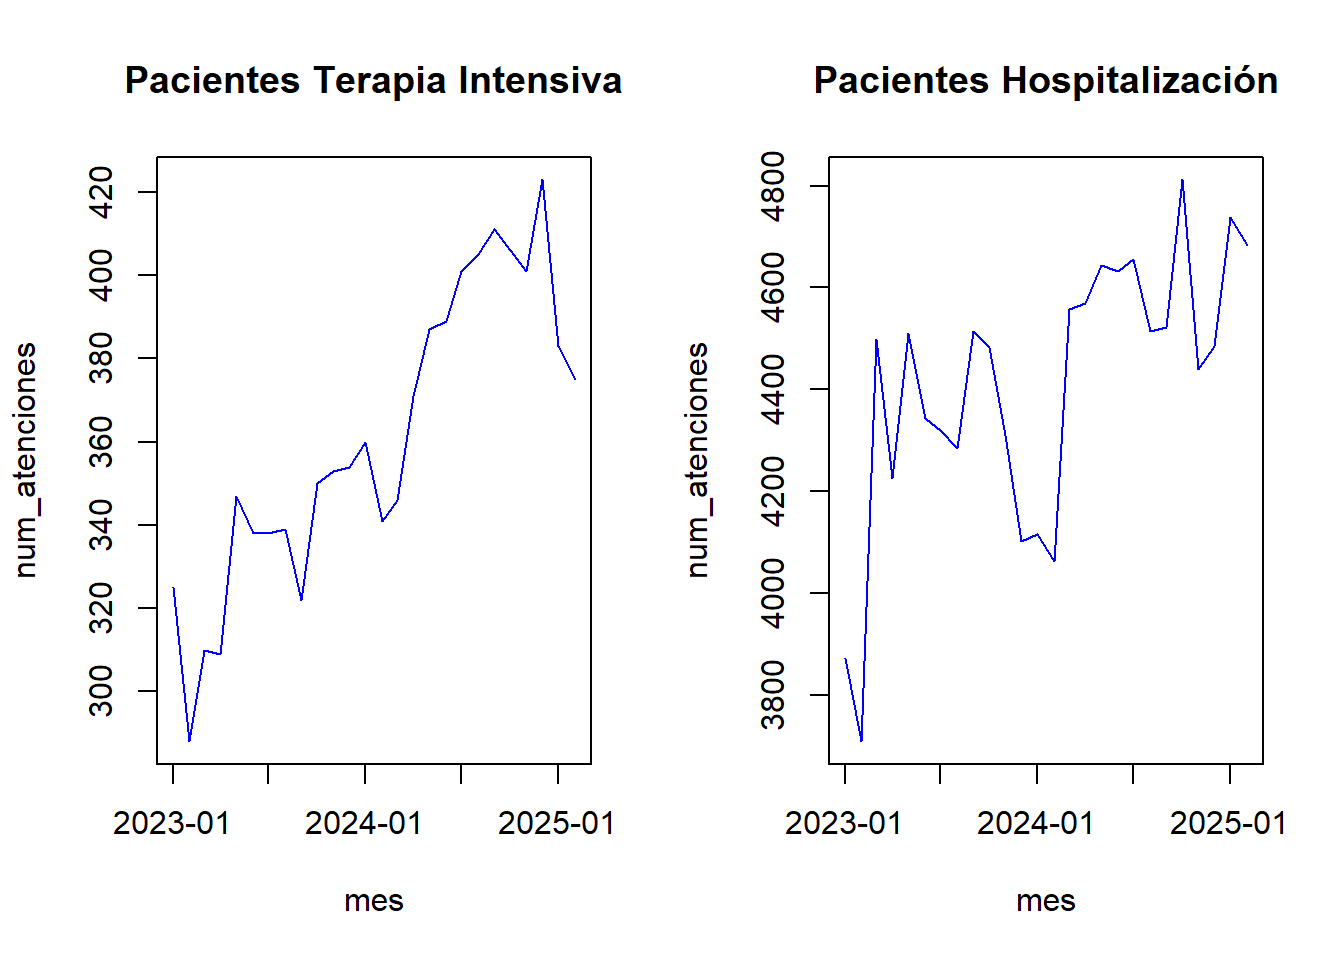 Pacientes Terapia Intensiva
num_atenciones
420
400
380
360
340
320
300
2023-01 2024-01 2025-01
mes
Pacientes Hospitalización
num_atenciones
4800
4600
4400
4200
4000
3800
2023-01 2024-01 2025-01
mes